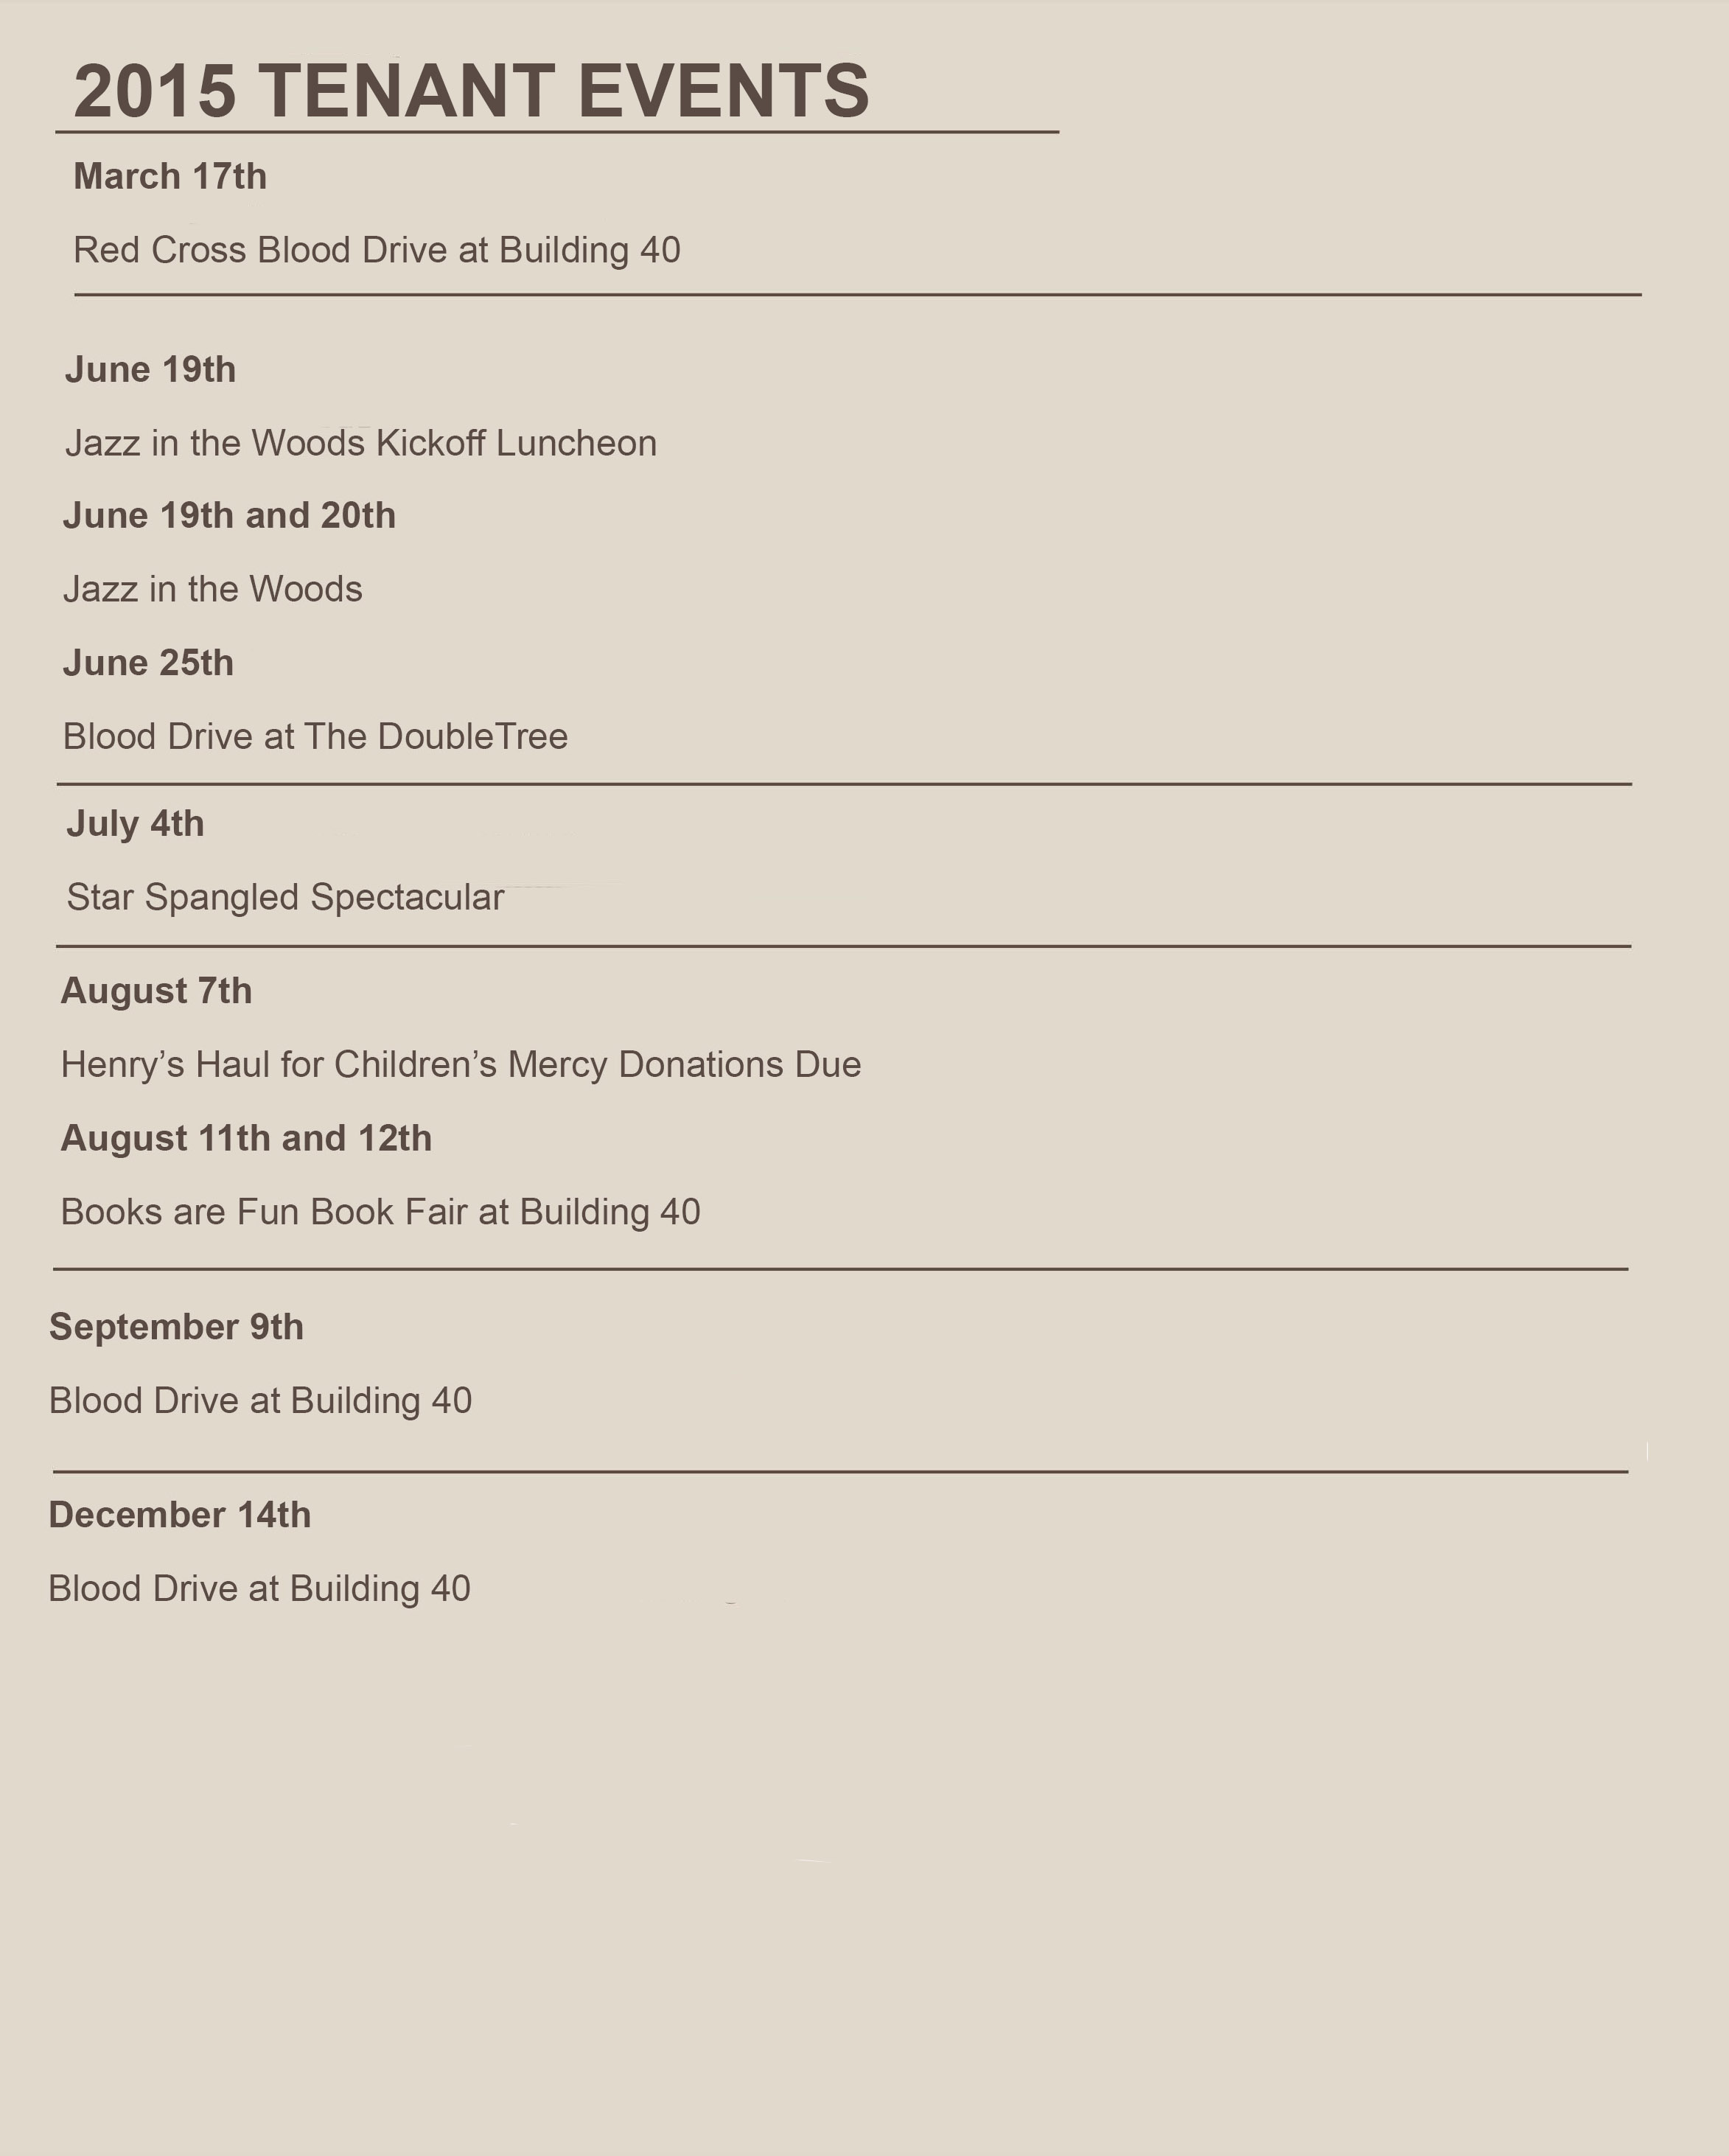 2015 TENANT EVENTS
March 17th
Red Cross Blood Drive at Building 40
June 19th
Jazz in the Woods Kickoff Luncheon
June 19th and 20th
Jazz in the Woods
June 25th
Blood Drive at The DoubleTree
July 4th
Star Spangled Spectacular
August 7th
Henry’s Haul for Children’s Mercy Donations Due
August 11th and 12th
Books are Fun Book Fair at Building 40
September 9th
Blood Drive at Building 40
December 14th
Blood Drive at Building 40